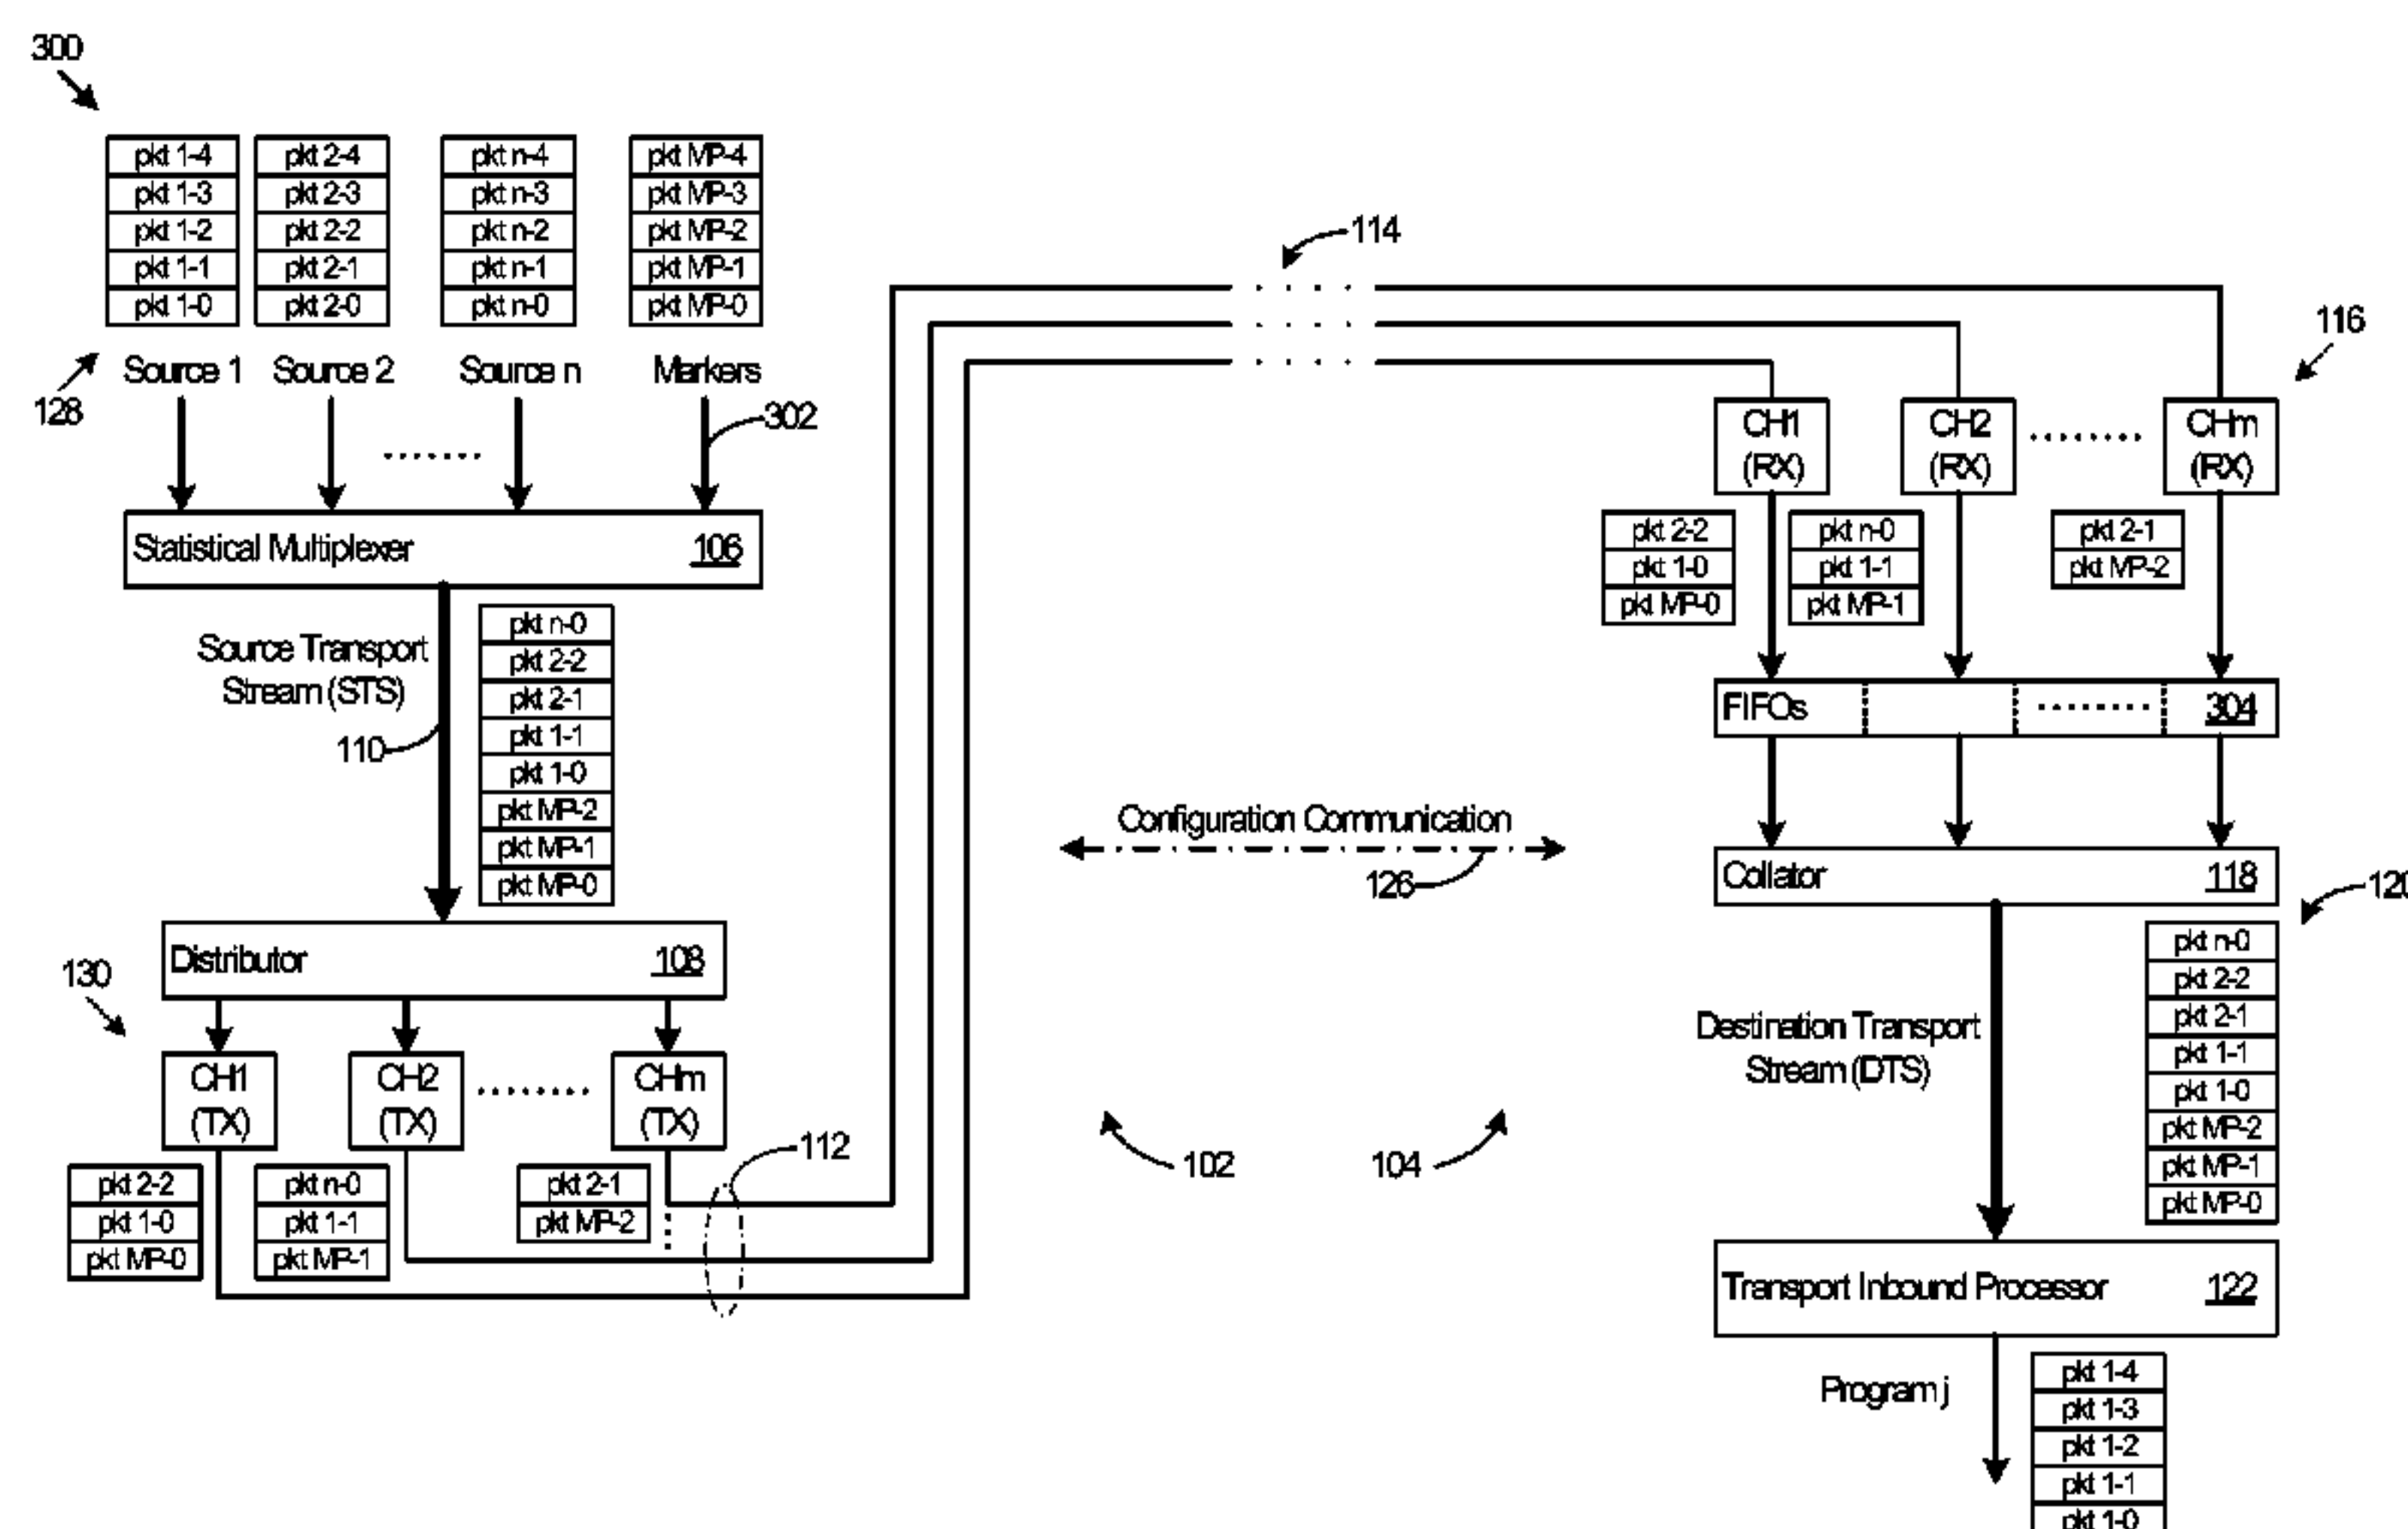 300
pkt 1-4
pkt 1-3
pkt 1-2
pkt 1-1
pkt 1-0
pkt 2-4
pkt 2-3
pkt 2-2
pkt 2-1
pkt 2-0
pkt n-4
pkt n-3
pkt n-2
pkt n-1
pkt n-0
pkt MP-4
pkt MP-3
pkt MP-2
pkt MP-1
pkt MP-0
128
Source 1
Source 2
Source n
Markers
302
Statistical Multiplexer 106
Source Transport
Stream (STS)
110
pkt n-0
pkt 2-2
pkt 2-1
pkt 1-1
pkt 1-0
pkt MP-2
pkt MP-1
pkt MP-0
Distributor 108
130
CH1
(TX)
CH2
(TX)
CHm
(TX)
pkt 2-2
pkt 1-0
pkt MP-0
pkt n-0
pkt 1-1
pkt MP-1
pkt 2-1
pkt MP-2
112
114
Configuration Communication
126
102
104
116
CH1
(RX)
CH2
(RX)
CHm
(RX)
pkt 2-2
pkt 1-0
pkt MP-0
pkt n-0
pkt 1-1
pkt MP-1
pkt 2-1
pkt MP-2
FIFOs 304
Collator 118
120
Destination Transport
Stream (DTS)
pkt n-0
pkt 2-2
pkt 2-1
pkt 1-1
pkt 1-0
pkt MP-2
pkt MP-1
pkt MP-0
Transport Inbound Processor 122
Program j
pkt 1-4
pkt 1-3
pkt 1-2
pkt 1-1
pkt 1-0